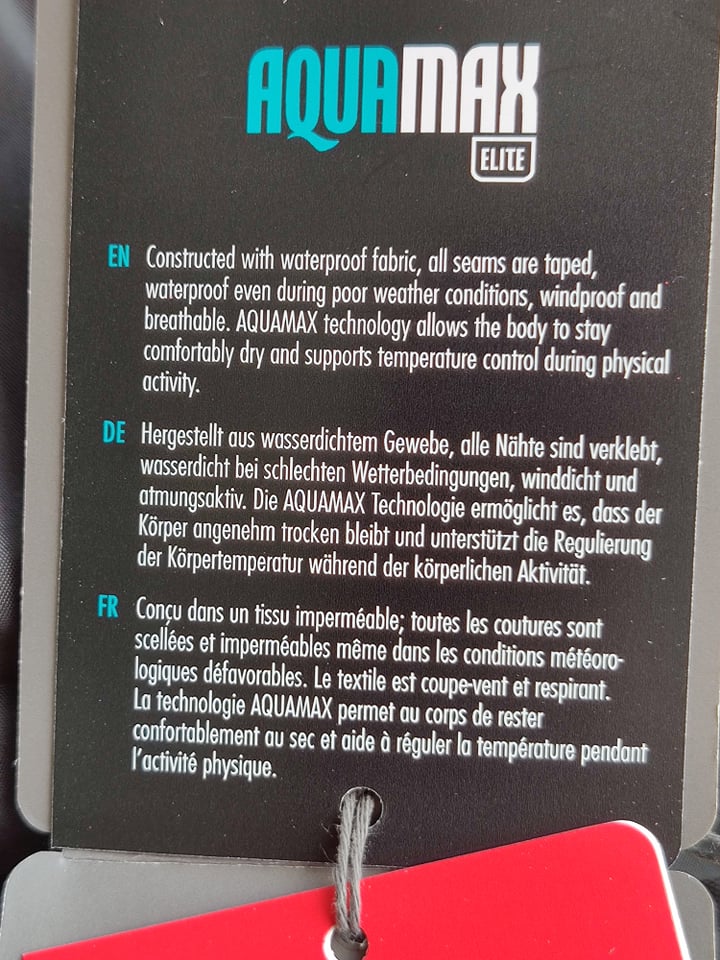 AQUAMAX
ELITE
EN Constructed with waterproof fabric, all seams are taped,
waterproof even during poor weather conditions, windproof and
breathable. AQUAMAX technology allows the body to stay
comfortably dry and supports temperature control during physical
activity.
DE Hergestellt aus wasserdichtem Gewebe, alle Nähte sind verklebt,
wasserdicht bei schlechten Wetterbedingungen, winddicht und
atmungsaktiv. Die AQUAMAX Technologie ermöglicht es, dass der
Körper angenehm trocken bleibt und unterstützt die Regulierung
der Körpertemperatur während der körperlichen Aktivität.
FR Conçu dans un tissu imperméable; toutes les coutures sont
scellées et imperméables même dans les conditions météoro-
logiques défavorables. Le textile est coupe-vent et respirant.
La technologie AQUAMAX permet au corps de rester
confortablement au sec et aide à réguler la température pendant
l'activité physique.